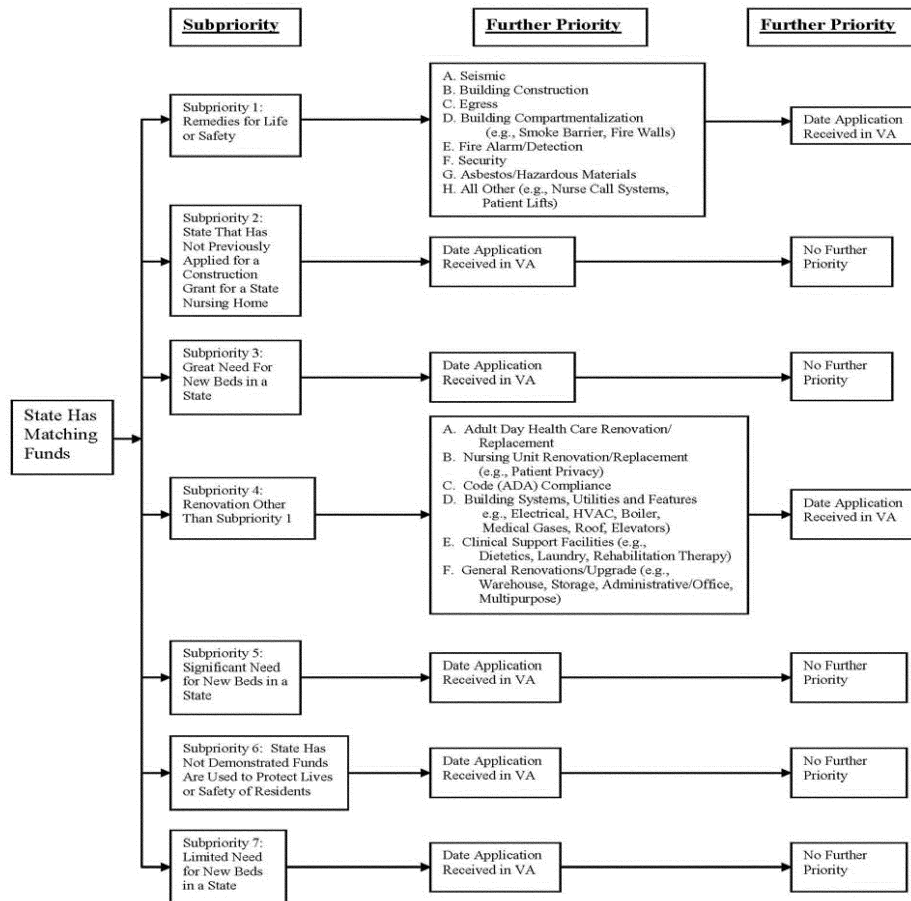 Subpriority
Further Priority
Further Priority
State Has
Matching
Funds
Subpriority 1:
Remedies for Life
or Safety
A. Seismic
B. Building Construction
C. Egress
D. Building Compartmentalization
(e.g., Smoke Barrier, Fire Walls)
E. Fire Alarm/Detection
F. Security
G. Asbestos/Hazardous Materials
H. All Other (e.g., Nurse Call Systems,
Patient Lifts)
Date Application
Received in VA
Subpriority 2:
State That Has
Not Previously
Applied for a
Construction
Grant for a State
Nursing Home
Date Application
Received in VA
No Further
Priority
Subpriority 3:
Great Need For
New Beds in a
State
Date Application
Received in VA
No Further
Priority
Subpriority 4:
Renovation Other
Than Subpriority 1
A. Adult Day Health Care Renovation/
Replacement
B. Nursing Unit Renovation/Replacement
(e.g., Patient Privacy)
C. Code (ADA) Compliance
D. Building Systems, Utilities and Features
e.g., Electrical, HVAC, Boiler,
Medical Gases, Roof, Elevators)
E. Clinical Support Facilities (e.g.,
Dietetics, Laundry, Rehabilitation Therapy)
F. General Renovations/Upgrade (e.g.,
Warehouse, Storage, Administrative/Office,
Multipurpose)
Date Application
Received in VA
Subpriority 5:
Significant Need
for New Beds in a
State
Date Application
Received in VA
No Further
Priority
Subpriority 6: State Has
Not Demonstrated Funds
Are Used to Protect Lives
or Safety of Residents
Date Application
Received in VA
No Further
Priority
Subpriority 7:
Limited Need
for New Beds
in a State
Date Application
Received in VA
No Further
Priority